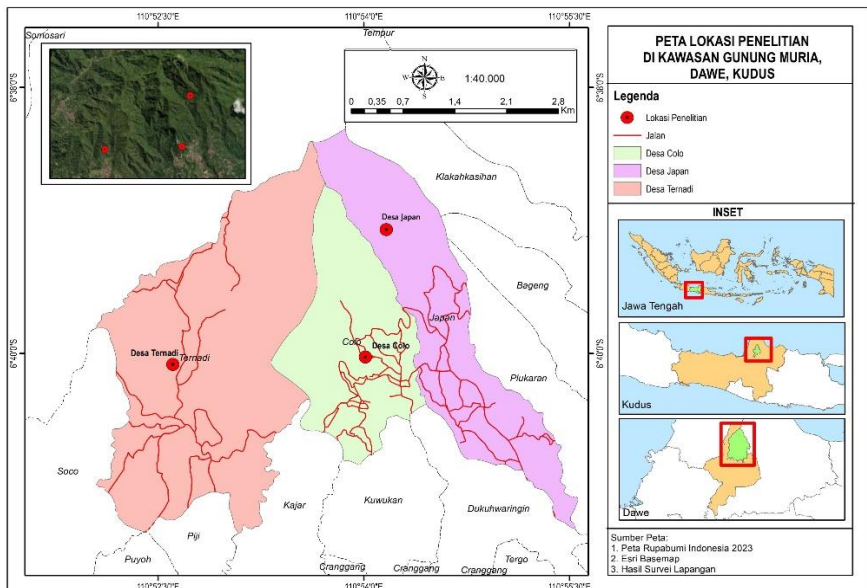 110°52'30"E
110°54'0"E
110°55'30"E
Somosari
Tempur
N
W
E
S
1:40.000
0 0,35 0,7 1,4 2,1 2,8
Km
6°38'0"S
6°38'0"S
Klakahkasihan
Desa Japan
Bageng
Japan
6°40'0"S
6°40'0"S
Desa Ternadi
Ternadi
Colo
Desa Colo
Plukaran
Soco
Kajar
Kuwukan
Dukuhwaringin
Piji
Puyoh
Cranggang
Cranggang
Cranggang
Tergo
110°52'30"E
110°54'0"E
110°55'30"E
PETA LOKASI PENELITIAN
DI KAWASAN GUNUNG MURIA,
DAWE, KUDUS
Legenda
Lokasi Penelitian
Jalan
Desa Colo
Desa Japan
Desa Ternadi
INSET
Jawa Tengah
Kudus
Dawe
Sumber Peta:
1. Peta Rupabumi Indonesia 2023
2. Esri Basemap
3. Hasil Survei Lapangan